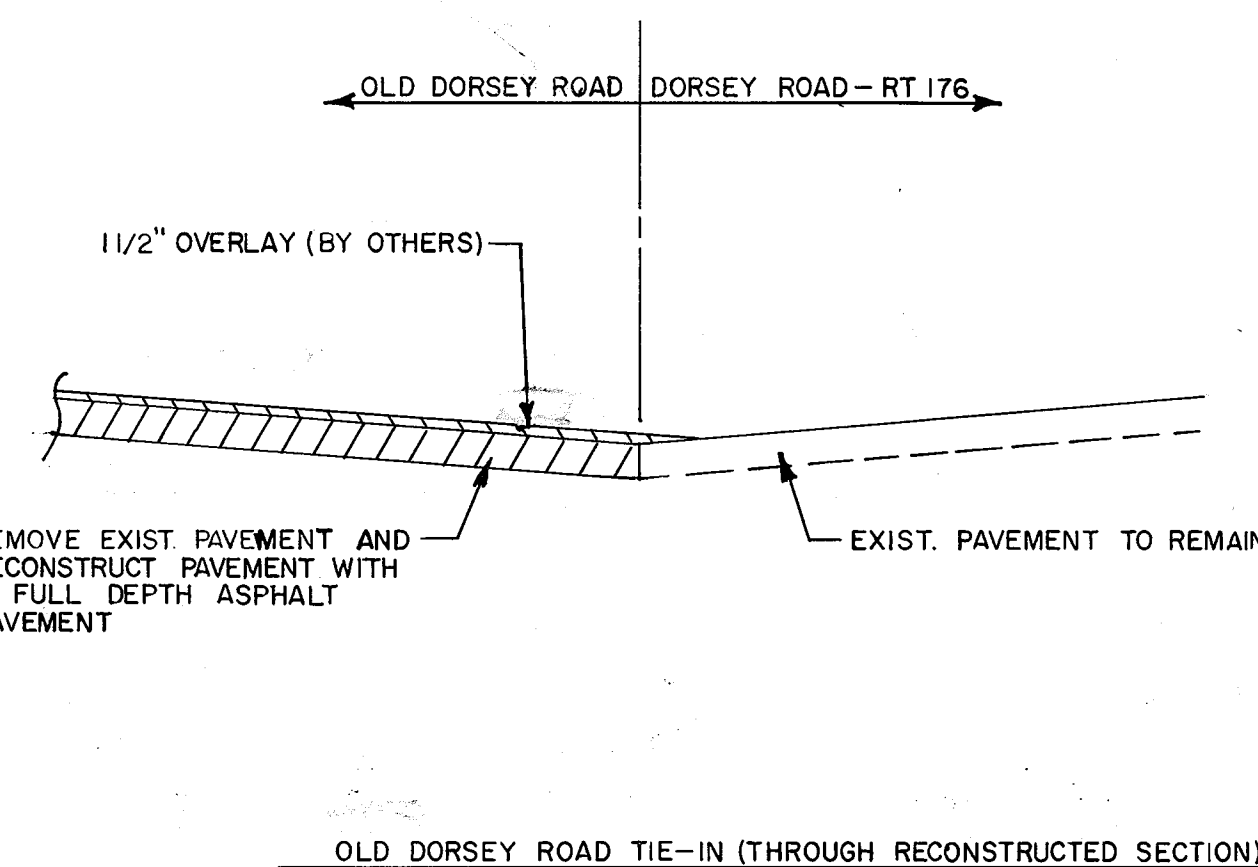 OLD DORSEY ROAD
DORSEY ROAD – RT 176
1 1/2" OVERLAY (BY OTHERS)
EMOVE EXIST. PAVEMENT AND
ECONSTRUCT PAVEMENT WITH
FULL DEPTH ASPHALT
AVEMENT
EXIST. PAVEMENT TO REMAIN
OLD DORSEY ROAD TIE-IN (THROUGH RECONSTRUCTED SECTION